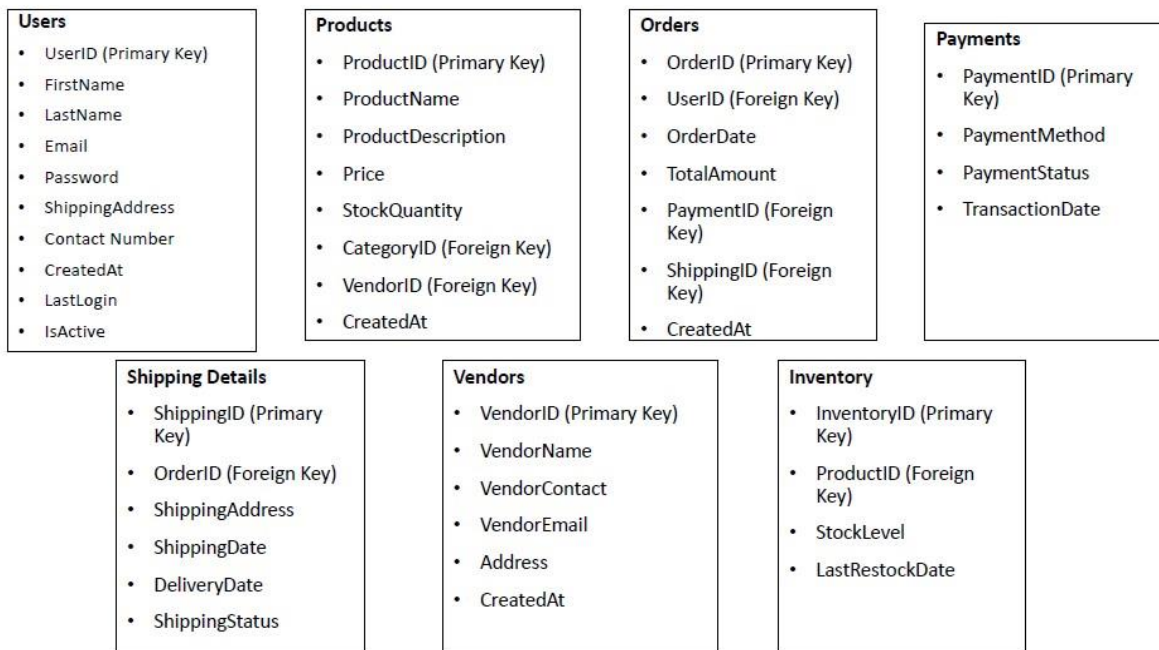 Users
• UserID (Primary Key)
• FirstName
• LastName
• Email
• Password
• ShippingAddress
• Contact Number
• CreatedAt
• LastLogin
• IsActive
Products
• ProductID (Primary Key)
• ProductName
• ProductDescription
• Price
• StockQuantity
• CategoryID (Foreign Key)
• VendorID (Foreign Key)
• CreatedAt
Orders
• OrderID (Primary Key)
• UserID (Foreign Key)
• OrderDate
• TotalAmount
• PaymentID (Foreign
Key)
• ShippingID (Foreign
Key)
• CreatedAt
Payments
• PaymentID (Primary
Key)
• PaymentMethod
• PaymentStatus
• TransactionDate
Shipping Details
• ShippingID (Primary
Key)
• OrderID (Foreign Key)
• ShippingAddress
• ShippingDate
• DeliveryDate
• ShippingStatus
Vendors
• VendorID (Primary Key)
• VendorName
• VendorContact
• VendorEmail
• Address
• CreatedAt
Inventory
• InventoryID (Primary
Key)
• ProductID (Foreign
Key)
• StockLevel
• LastRestockDate